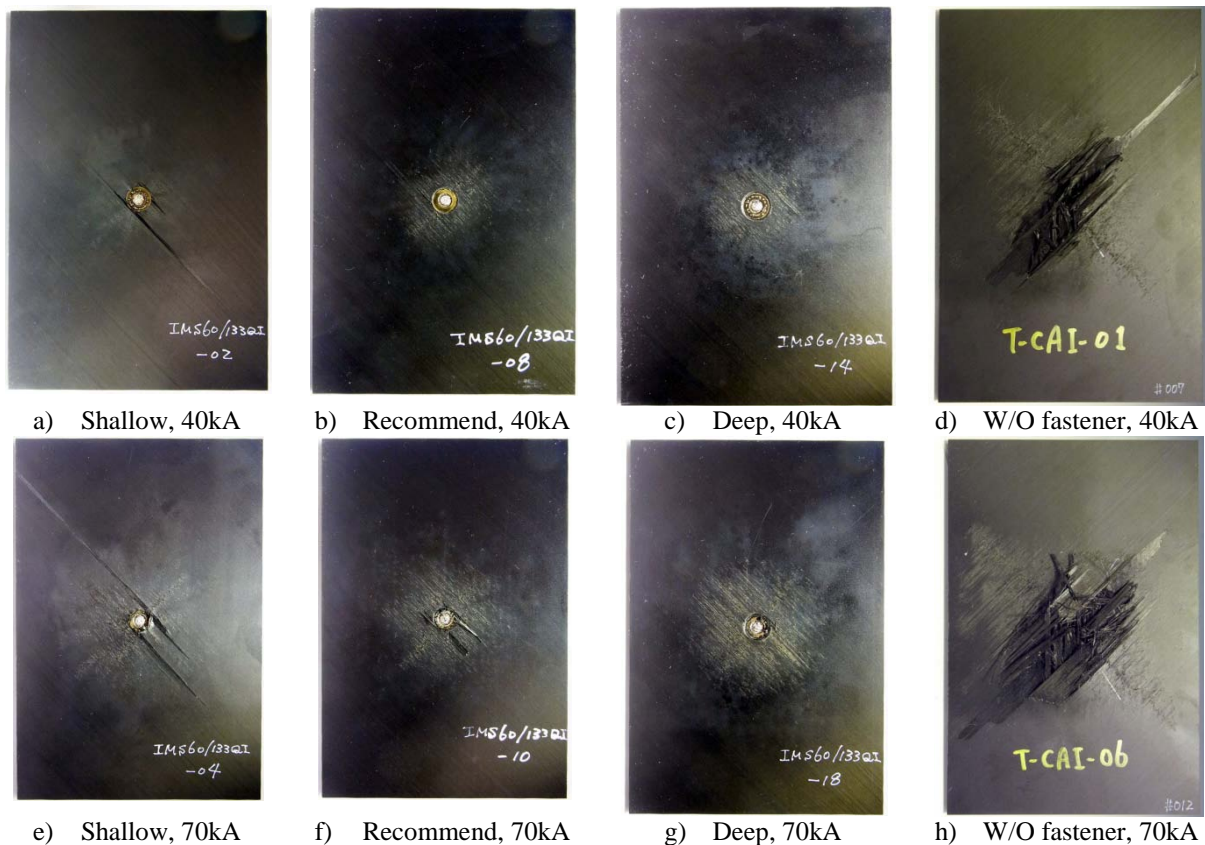 IMS60/133QI
-02
IMS60/133QI
-08
IMS60/133QI
-14
T-CAI-01
#007
a) Shallow, 40kA
b) Recommend, 40kA
c) Deep, 40kA
d) W/O fastener, 40kA
IMS60/133QI
-04
IMS60/133QI
-10
IMS60/133QI
-18
T-CAI-06
#012
e) Shallow, 70kA
f) Recommend, 70kA
g) Deep, 70kA
h) W/O fastener, 70kA